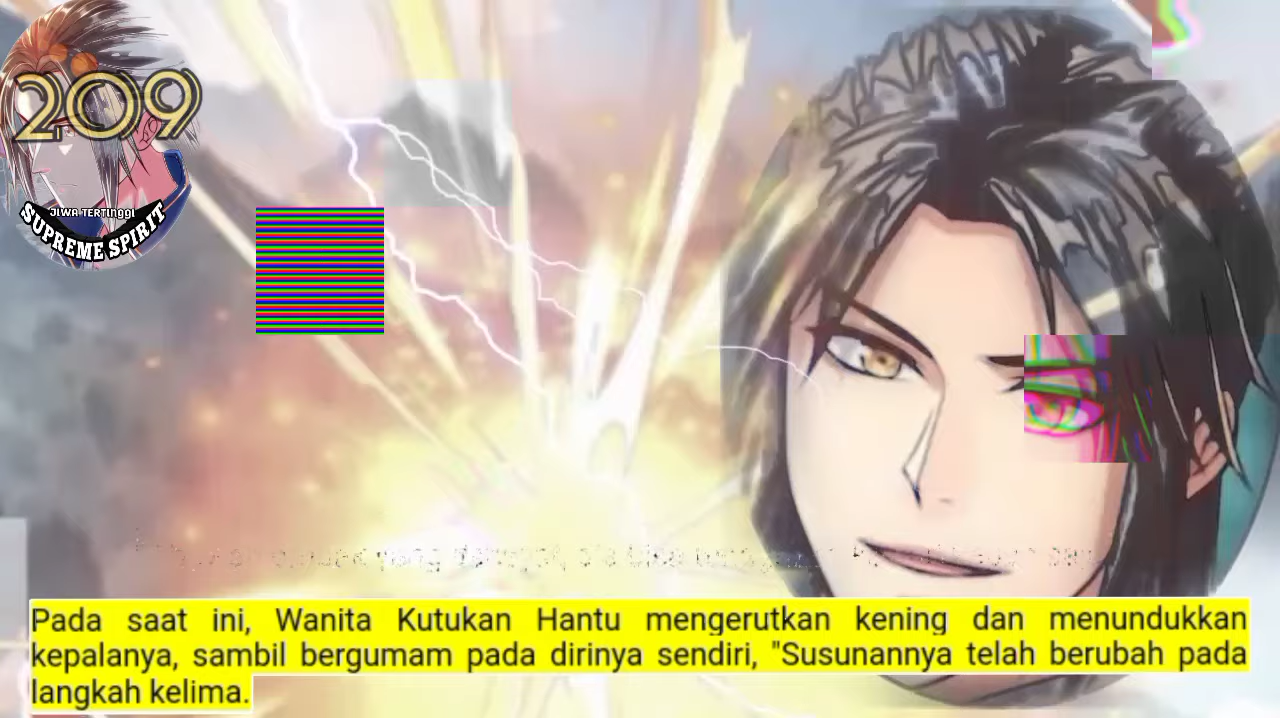 209
JIWA TERTINGGI
SUPREME SPIRIT
Pada saat ini, Wanita Kutukan Hantu mengerutkan kening dan menundukkan
kepalanya, sambil bergumam pada dirinya sendiri, "Susunannya telah berubah pada
langkah kelima.